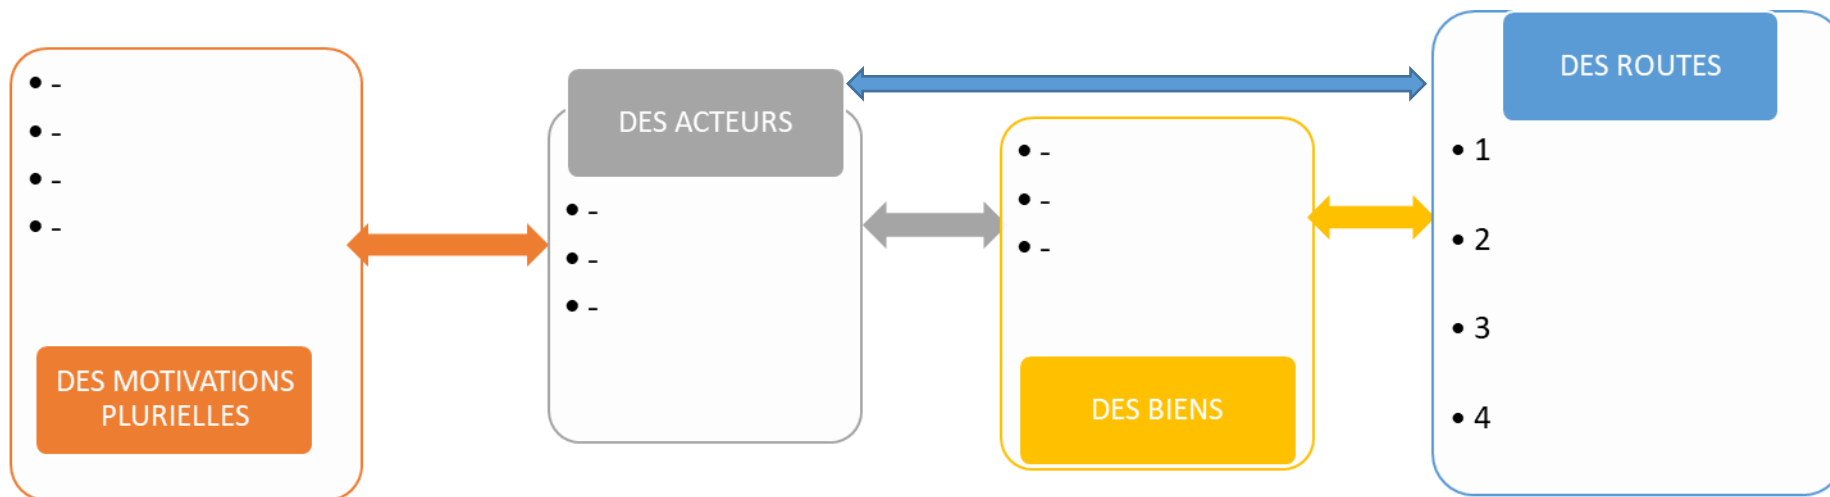 • -
• -
• -
• -
DES MOTIVATIONS
PLURIELLES
DES ACTEURS
• -
• -
• -
• -
• -
• -
DES BIENS
DES ROUTES
• 1
• 2
• 3
• 4